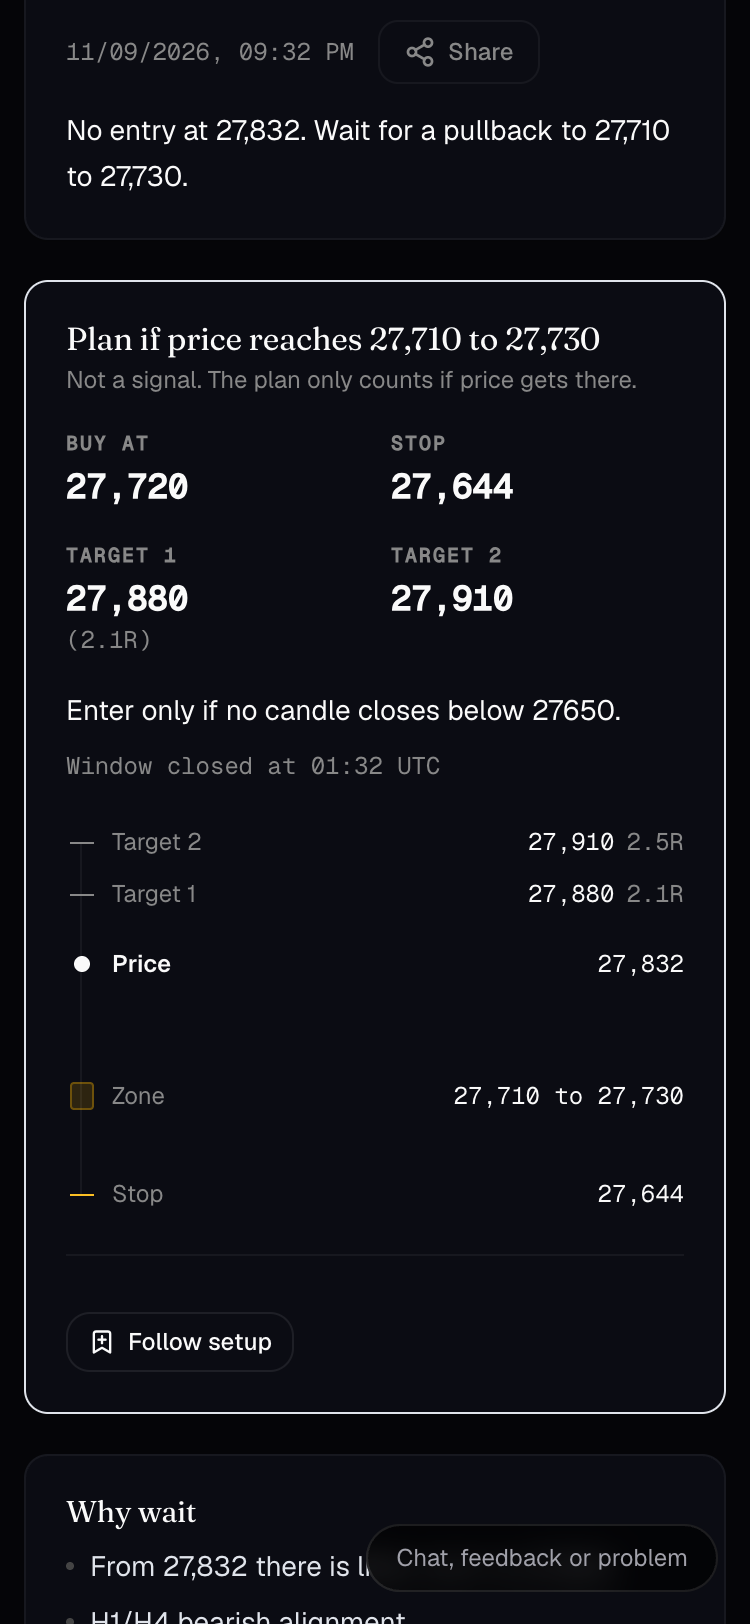 11/09/2026, 09:32 PM Share
No entry at 27,832. Wait for a pullback to 27,710
to 27,730.
Plan if price reaches 27,710 to 27,730
Not a signal. The plan only counts if price gets there.
BUY AT STOP
27,720 27,644
TARGET 1 TARGET 2
27,880 27,910
(2.1R)
Enter only if no candle closes below 27650.
Window closed at 01:32 UTC
Target 2 27,910 2.5R
Target 1 27,880 2.1R
Price 27,832
Zone 27,710 to 27,730
Stop 27,644
Follow setup
Why wait
From 27,832 there is
Chat, feedback or problem
H1/H4 bearish alignment